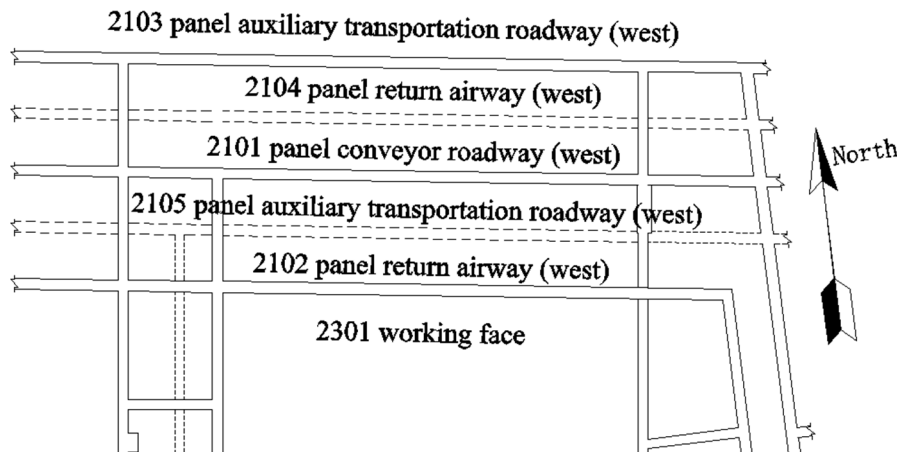 2103 panel auxiliary transportation roadway (west)
2104 panel return airway (west)
2101 panel conveyor roadway (west)
North
2105 panel auxiliary transportation roadway (west)
2102 panel return airway (west)
2301 working face